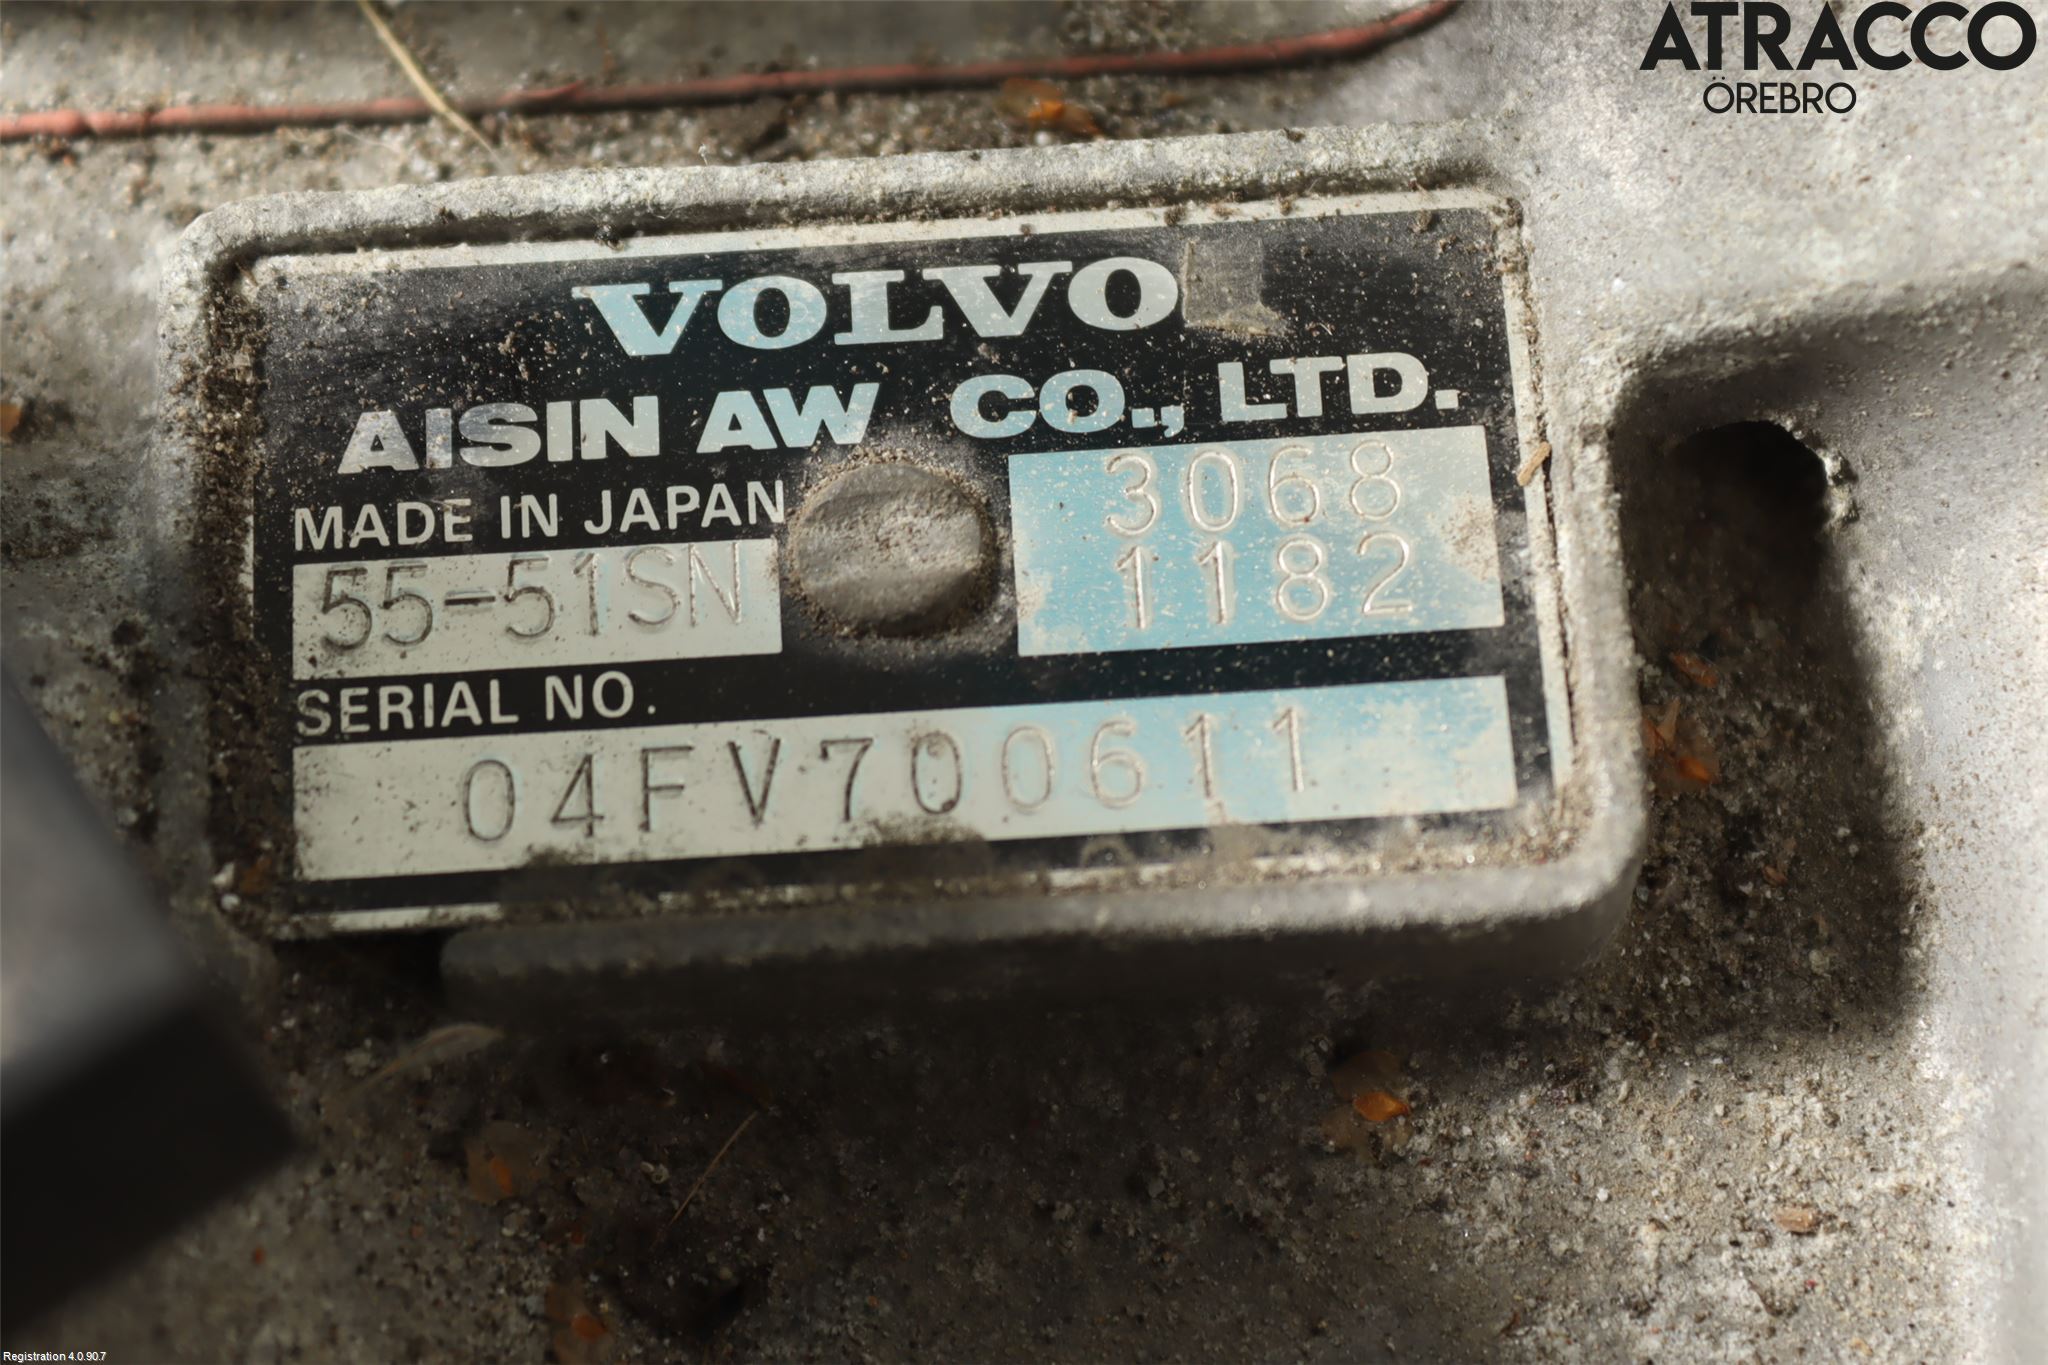 ATRACCO
ÖREBRO
VOLVO
AISIN AW CO., LTD.
MADE IN JAPAN
3068
55-51SN
1182
SERIAL NO.
04FV700611
Registration 4.0.90.7